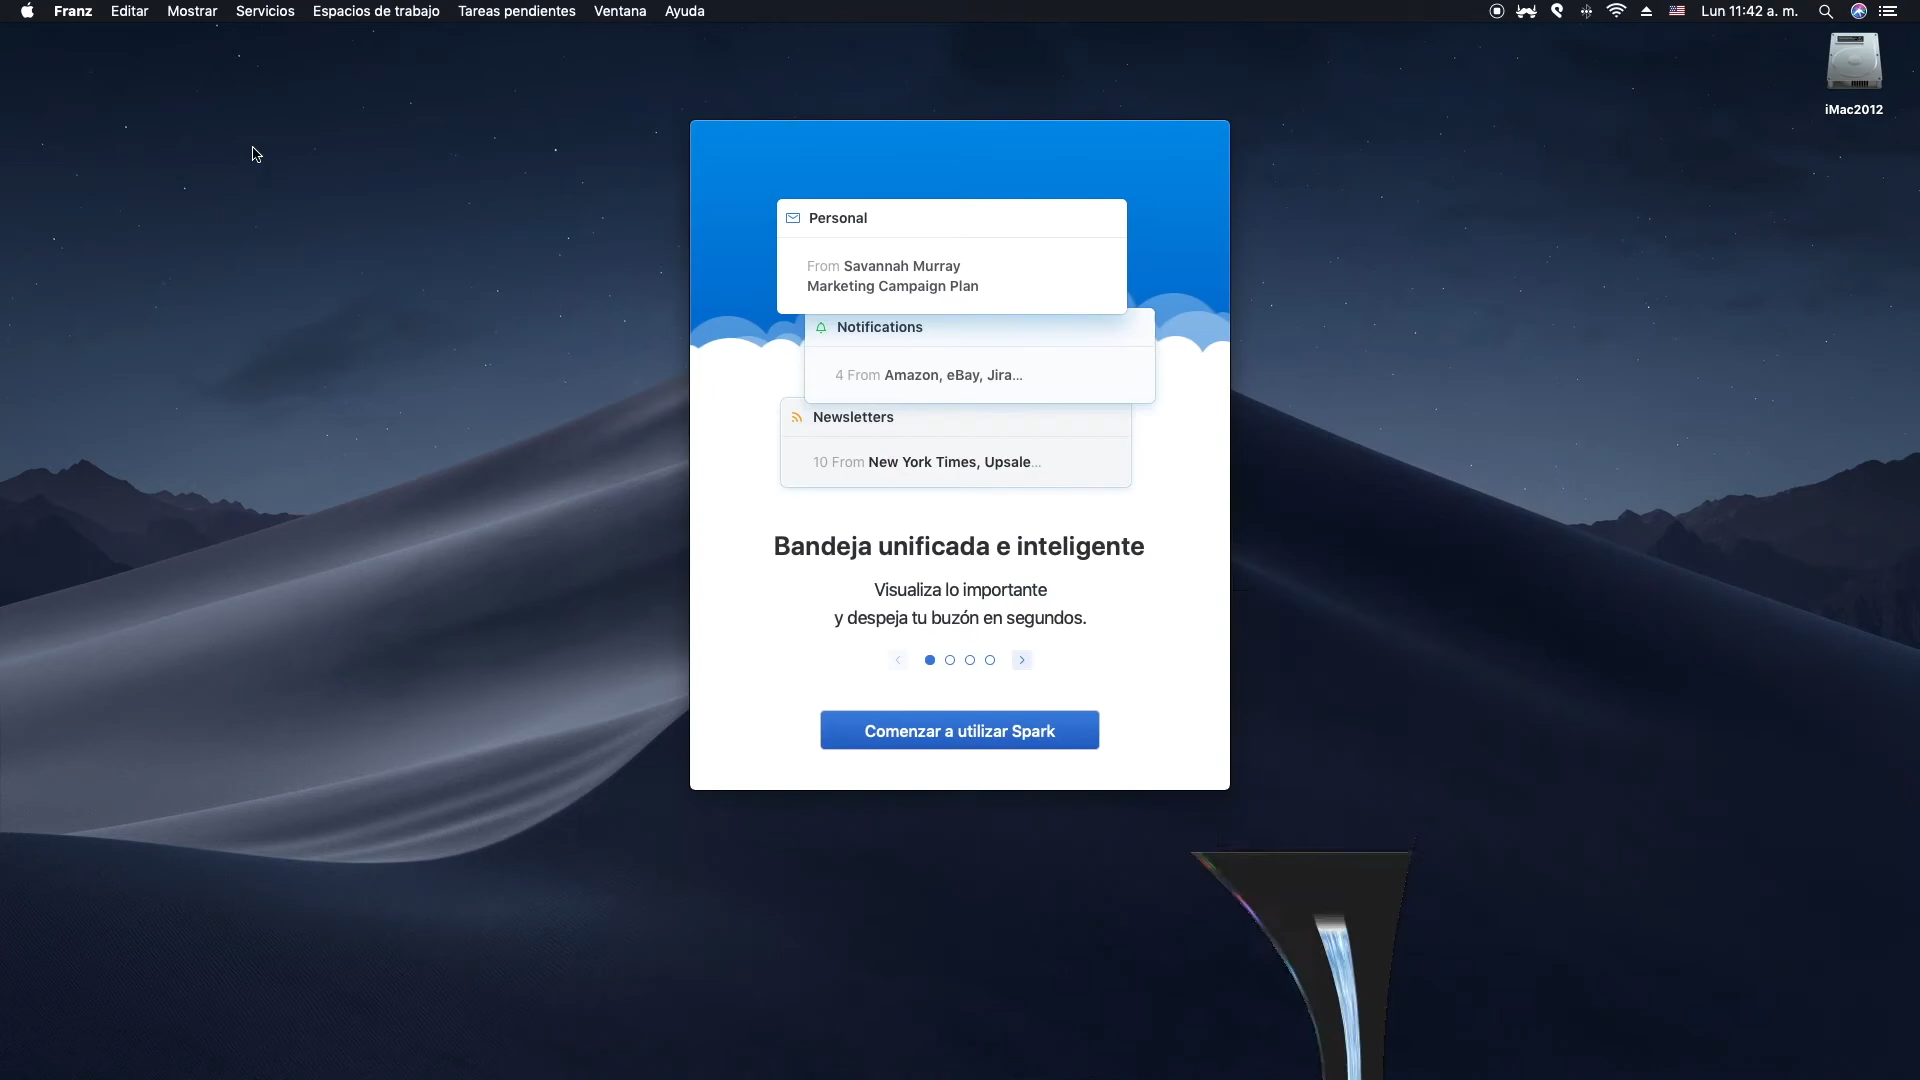 Franz Editar Mostrar Servicios Espacios de trabajo Tareas pendientes Ventana Ayuda Lun 11:42 a. m.
iMac2012
Personal
From Savannah Murray
Marketing Campaign Plan
Notifications
4 From Amazon, eBay, Jira...
Newsletters
10 From New York Times, Upsale...
Bandeja unificada e inteligente
Visualiza lo importante
y despeja tu buzón en segundos.
Comenzar a utilizar Spark